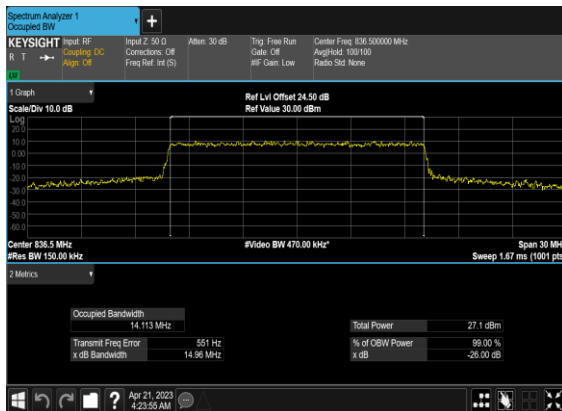 Spectrum Analyzer 1
Occupied BW
KEYSIGHT
R T
Input: RF
Coupling: DC
Align: Off
Input Z: 50 Ω
Corrections: Off
Freq Ref: Int (S)
Atten: 30 dB
Trig: Free Run
Gate: Off
#IF Gain: Low
Center Freq: 836.500000 MHz
Avg|Hold: 100/100
Radio Std: None
1 Graph
Scale/Div 10.0 dB
Ref Lvl Offset 24.50 dB
Ref Value 30.00 dBm
Log
20.0
10.0
0.00
-10.0
-20.0
-30.0
-40.0
-50.0
-60.0
Center 836.5 MHz
#Video BW 470.00 kHz*
Span 30 MH
#Res BW 150.00 kHz
Sweep 1.67 ms (1001 pts
2 Metrics
Occupied Bandwidth
14.113 MHz
Total Power 27.1 dBm
Transmit Freq Error 551 Hz
% of OBW Power 99.00 %
x dB Bandwidth 14.96 MHz
x dB -26.00 dB
Apr 21, 2023
4:23:55 AM